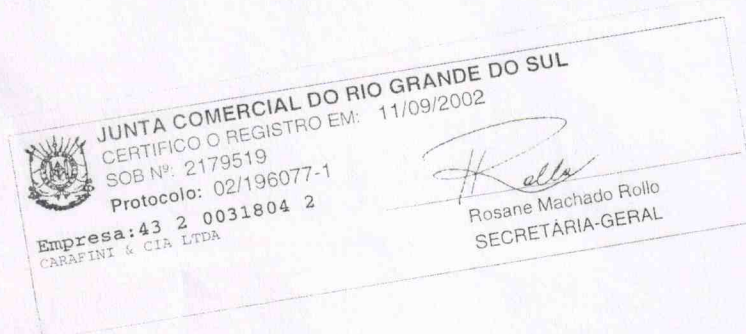 JUNTA COMERCIAL DO RIO GRANDE DO SUL
CERTIFICO O REGISTRO EM: 11/09/2002
SOB Nº: 2179519
Protocolo: 02/196077-1
Empresa:43 2 0031804 2
CARAFINI & CIA LTDA
Rollo
Rosane Machado Rollo
SECRETÁRIA-GERAL